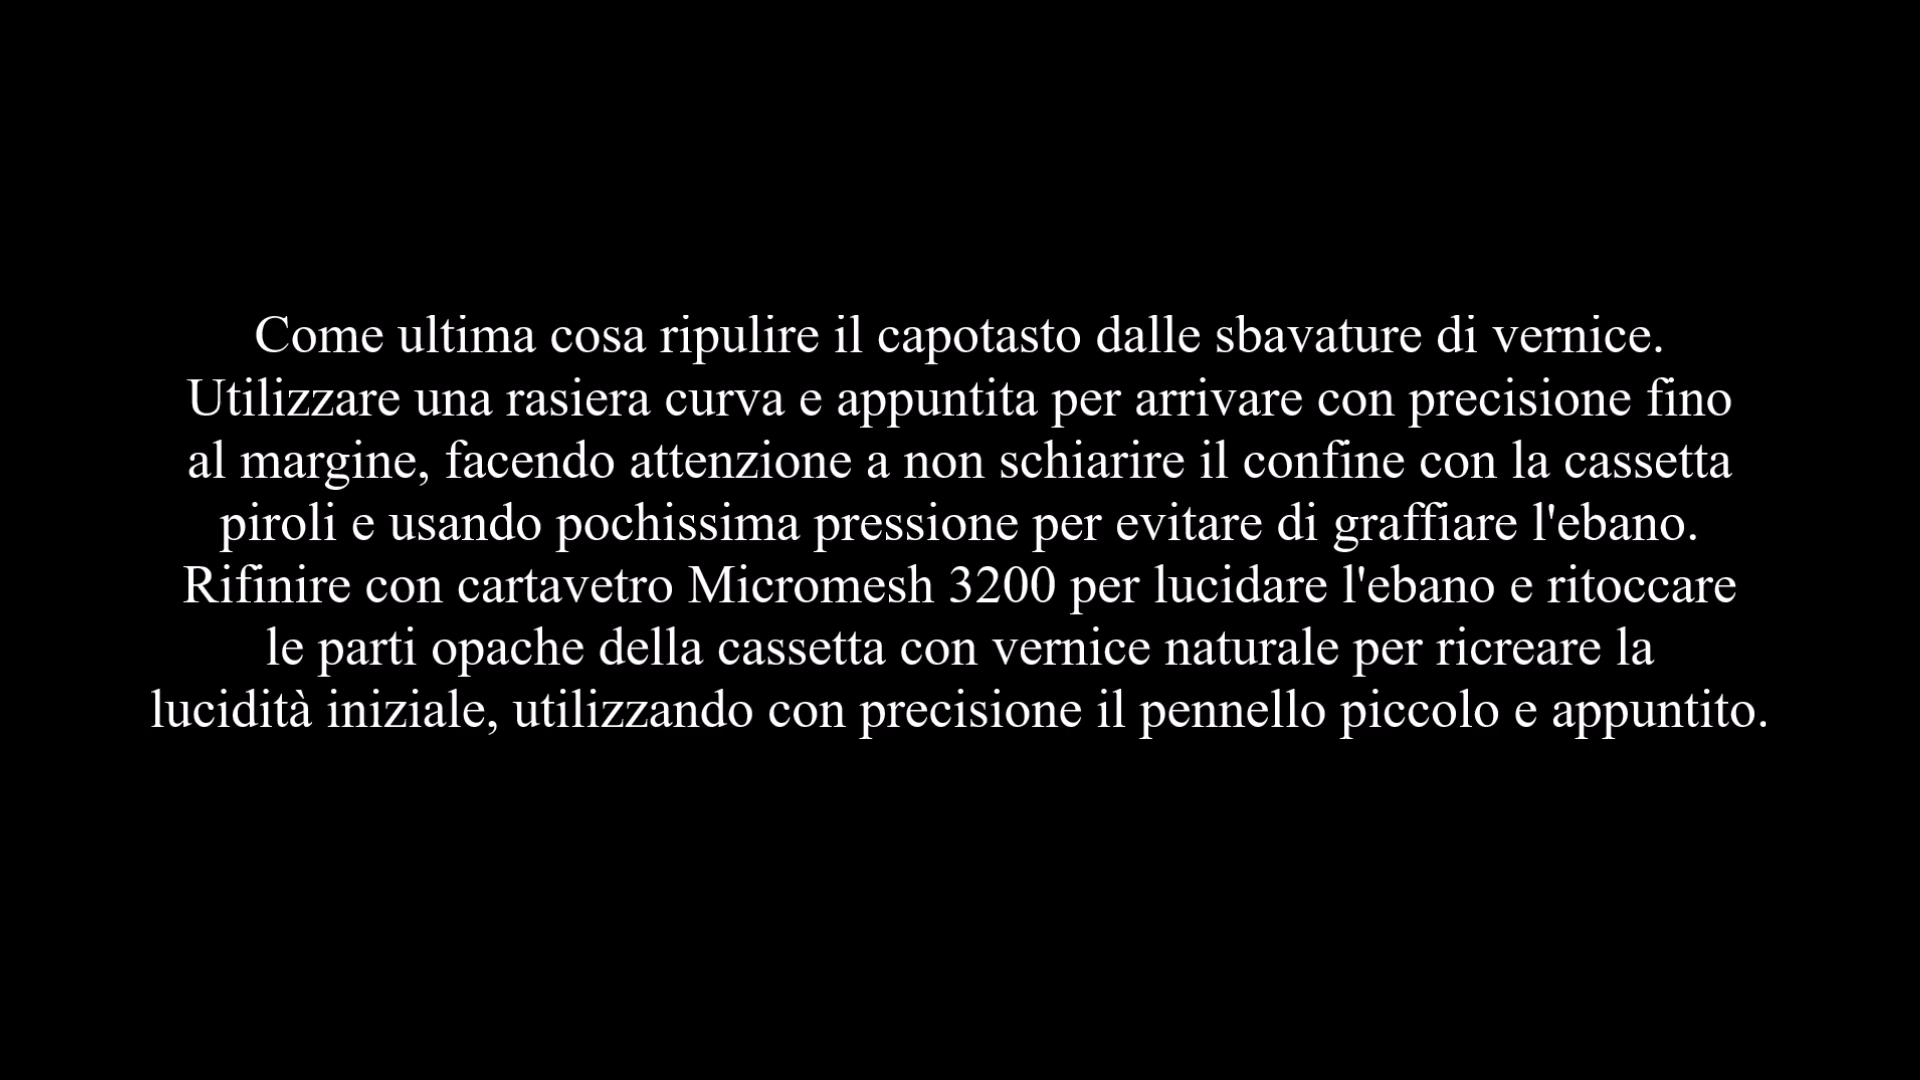 Come ultima cosa ripulire il capotasto dalle sbavature di vernice.
Utilizzare una rasiera curva e appuntita per arrivare con precisione fino
al margine, facendo attenzione a non schiarire il confine con la cassetta
piroli e usando pochissima pressione per evitare di graffiare l'ebano.
Rifinire con cartavetro Micromesh 3200 per lucidare l'ebano e ritoccare
le parti opache della cassetta con vernice naturale per ricreare la
lucidità iniziale, utilizzando con precisione il pennello piccolo e appuntito.